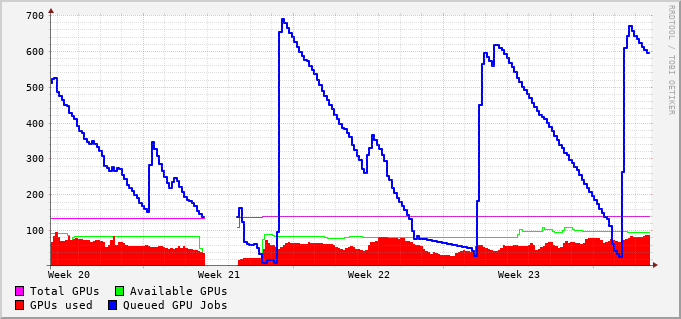 700
600
500
400
300
200
100
Week 20 Week 21 Week 22 Week 23
Total GPUs Available GPUs
GPUs used Queued GPU Jobs
RRDTOOL / TOBI OETIKER